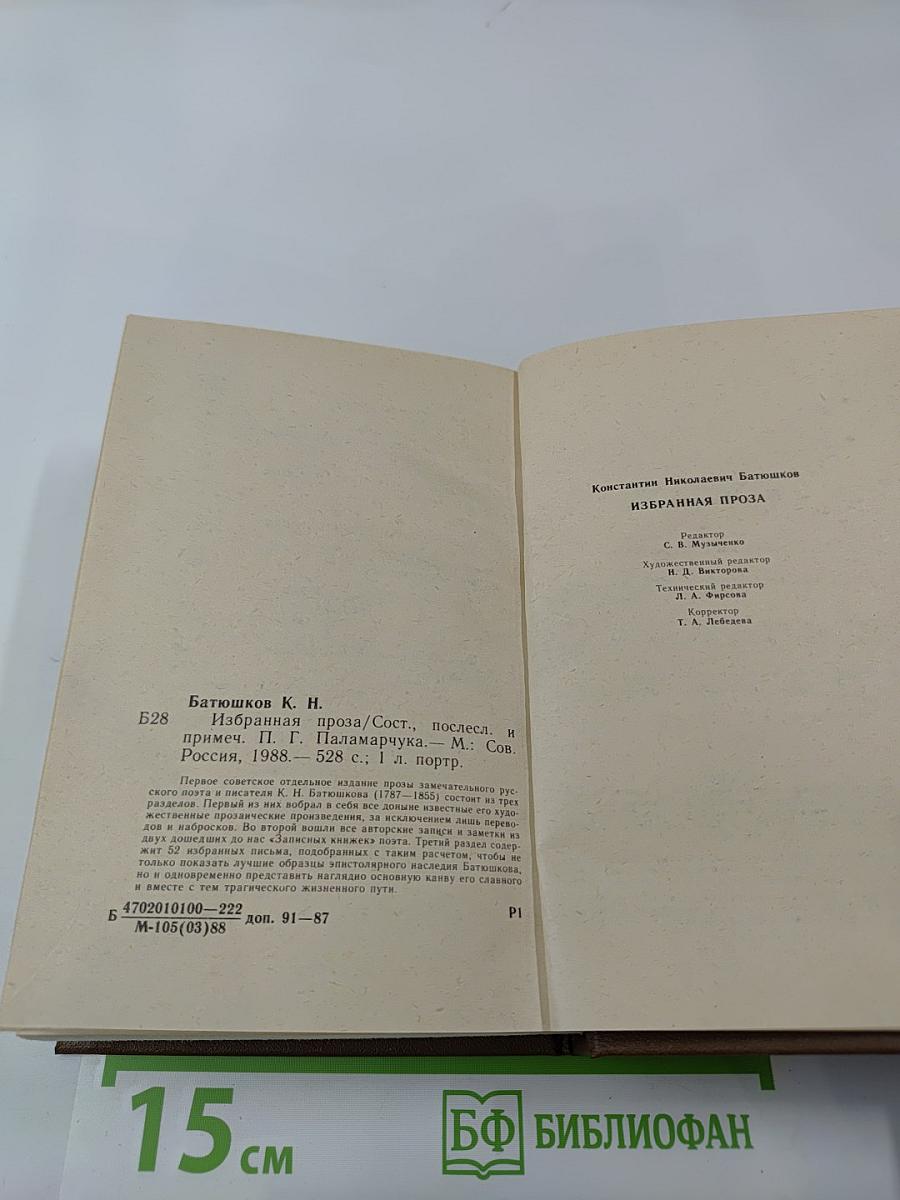 Батюшков К. Н.
Б28 Избранная проза/Сост., послесл. и
примеч. П. Г. Паламарчука.— М.: Сов.
Россия, 1988.— 528 с.; 1 л. портр.
Первое советское отдельное издание прозы замечательного рус-
ского поэта и писателя К. Н. Батюшкова (1787—1855) состоит из трех
разделов. Первый из них вобрал в себя все доныне известные его худо-
жественные прозаические произведения, за исключением лишь перево-
дов и набросков. Во второй вошли все авторские записи и заметки из
двух дошедших до нас «Записных книжек» поэта. Третий раздел содер-
жит 52 избранных письма, подобранных с таким расчетом, чтобы не
только показать лучшие образцы эпистолярного наследия Батюшкова,
но и одновременно представить наглядно основную канву его славного
и вместе с тем трагического жизненного пути.
Б 4702010100—222
М-105(03)88 доп. 91—87
Р1
Константин Николаевич Батюшков
ИЗБРАННАЯ ПРОЗА
Редактор
С. В. Музыченко
Художественный редактор
Н. Д. Викторова
Технический редактор
Л. А. Фирсова
Корректор
Т. А. Лебедева
15 см
БФ БИБЛИОФАН